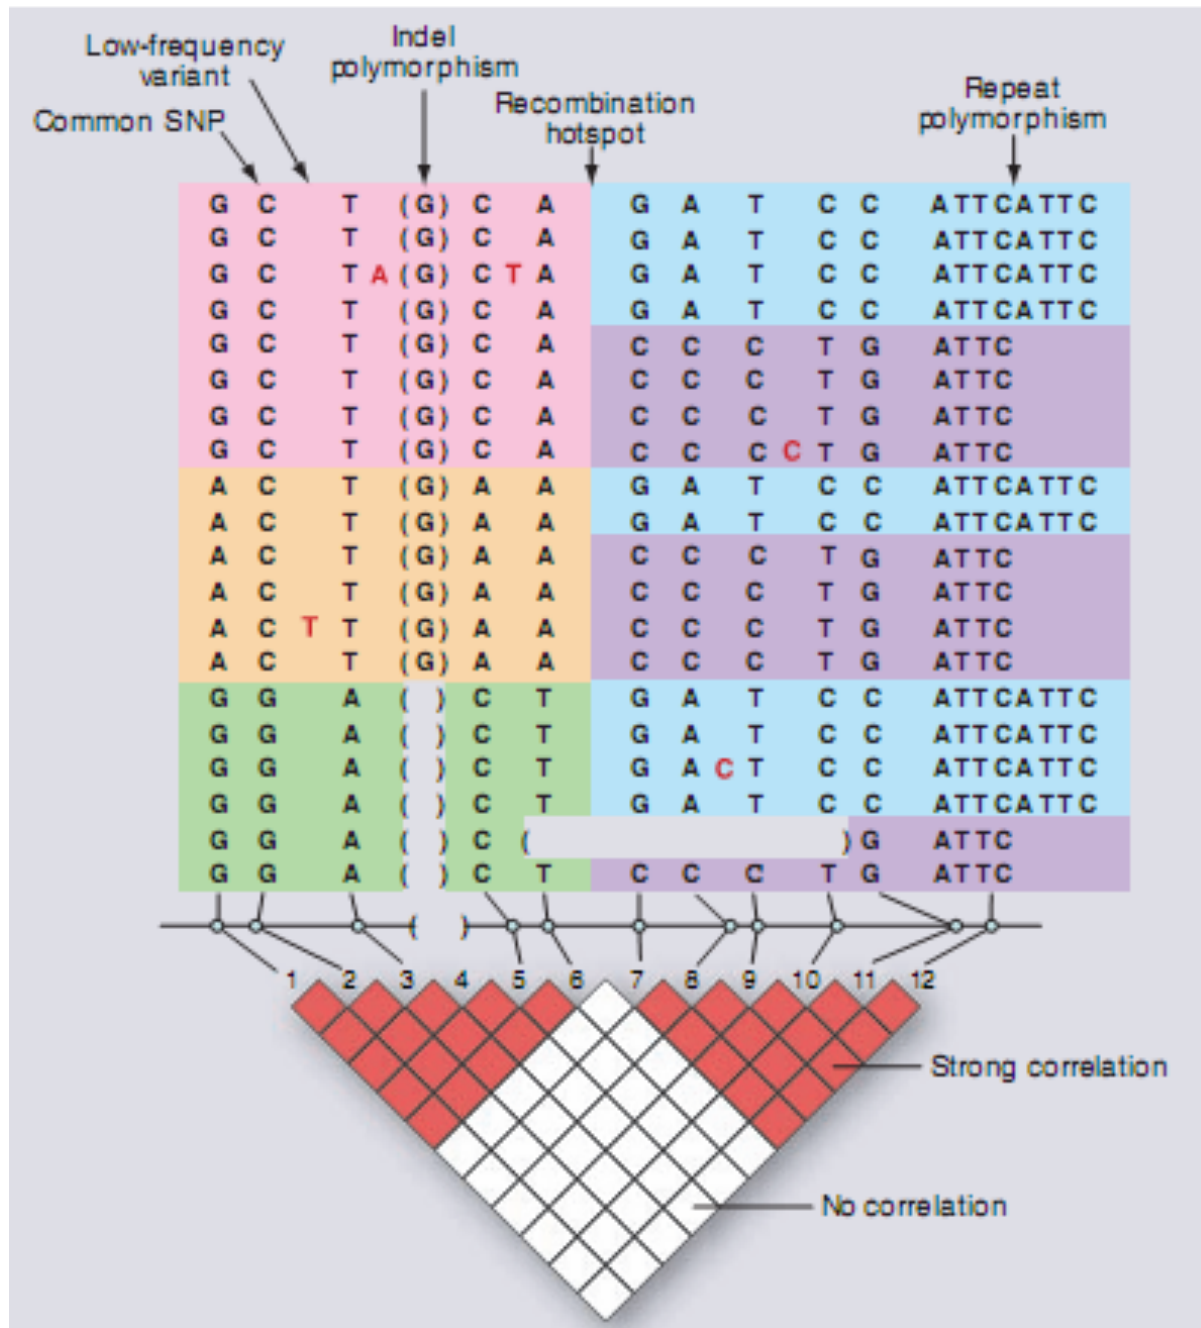 Low-frequency
variant
Indel
polymorphism
Common SNP
Recombination
hotspot
Repeat
polymorphism
G C T (G) C A G A T C C ATTCATTC
G C T (G) C A G A T C C ATTCATTC
G C T A (G) C T A G A T C C ATTCATTC
G C T (G) C A G A T C C ATTCATTC
G C T (G) C A C C C T G ATTC
G C T (G) C A C C C T G ATTC
G C T (G) C A C C C T G ATTC
G C T (G) C A C C C C T G ATTC
A C T (G) A A G A T C C ATTCATTC
A C T (G) A A G A T C C ATTCATTC
A C T (G) A A C C C T G ATTC
A C T (G) A A C C C T G ATTC
A C T T (G) A A C C C T G ATTC
A C T (G) A A C C C T G ATTC
G G A ( ) C T G A T C C ATTCATTC
G G A ( ) C T G A T C C ATTCATTC
G G A ( ) C T G A C T C C ATTCATTC
G G A ( ) C T G A T C C ATTCATTC
G G A ( ) C ( ) G ATTC
G G A ( ) C T C C C T G ATTC
( )
1 2 3 4 5 6 7 8 9 10 11 12
Strong correlation
No correlation